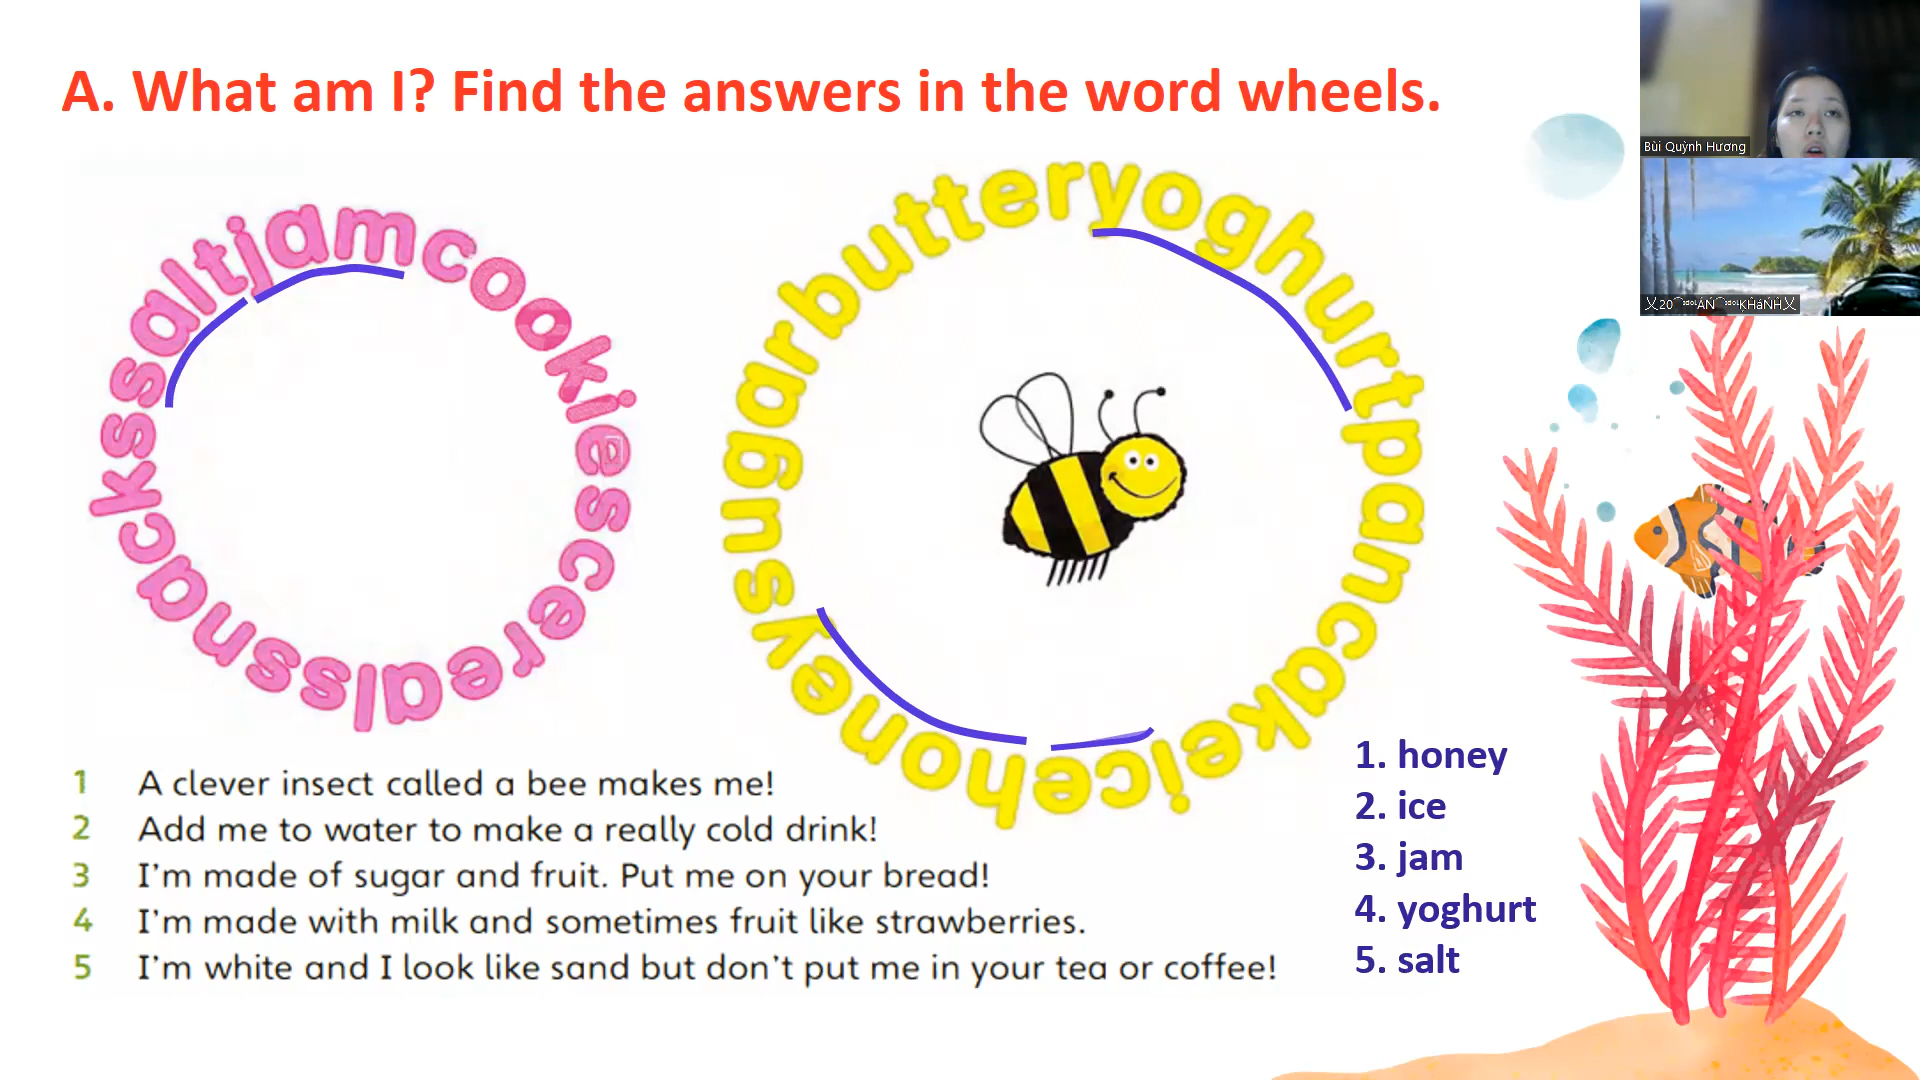 A. What am I? Find the answers in the word wheels.
saltjamcookiescerealssnacks
butteryoghurtpancakeicehoneysugar
1 A clever insect called a bee makes me!
2 Add me to water to make a really cold drink!
3 I'm made of sugar and fruit. Put me on your bread!
4 I'm made with milk and sometimes fruit like strawberries.
5 I'm white and I look like sand but don't put me in your tea or coffee!
1. honey
2. ice
3. jam
4. yoghurt
5. salt
Bùi Quỳnh Hương